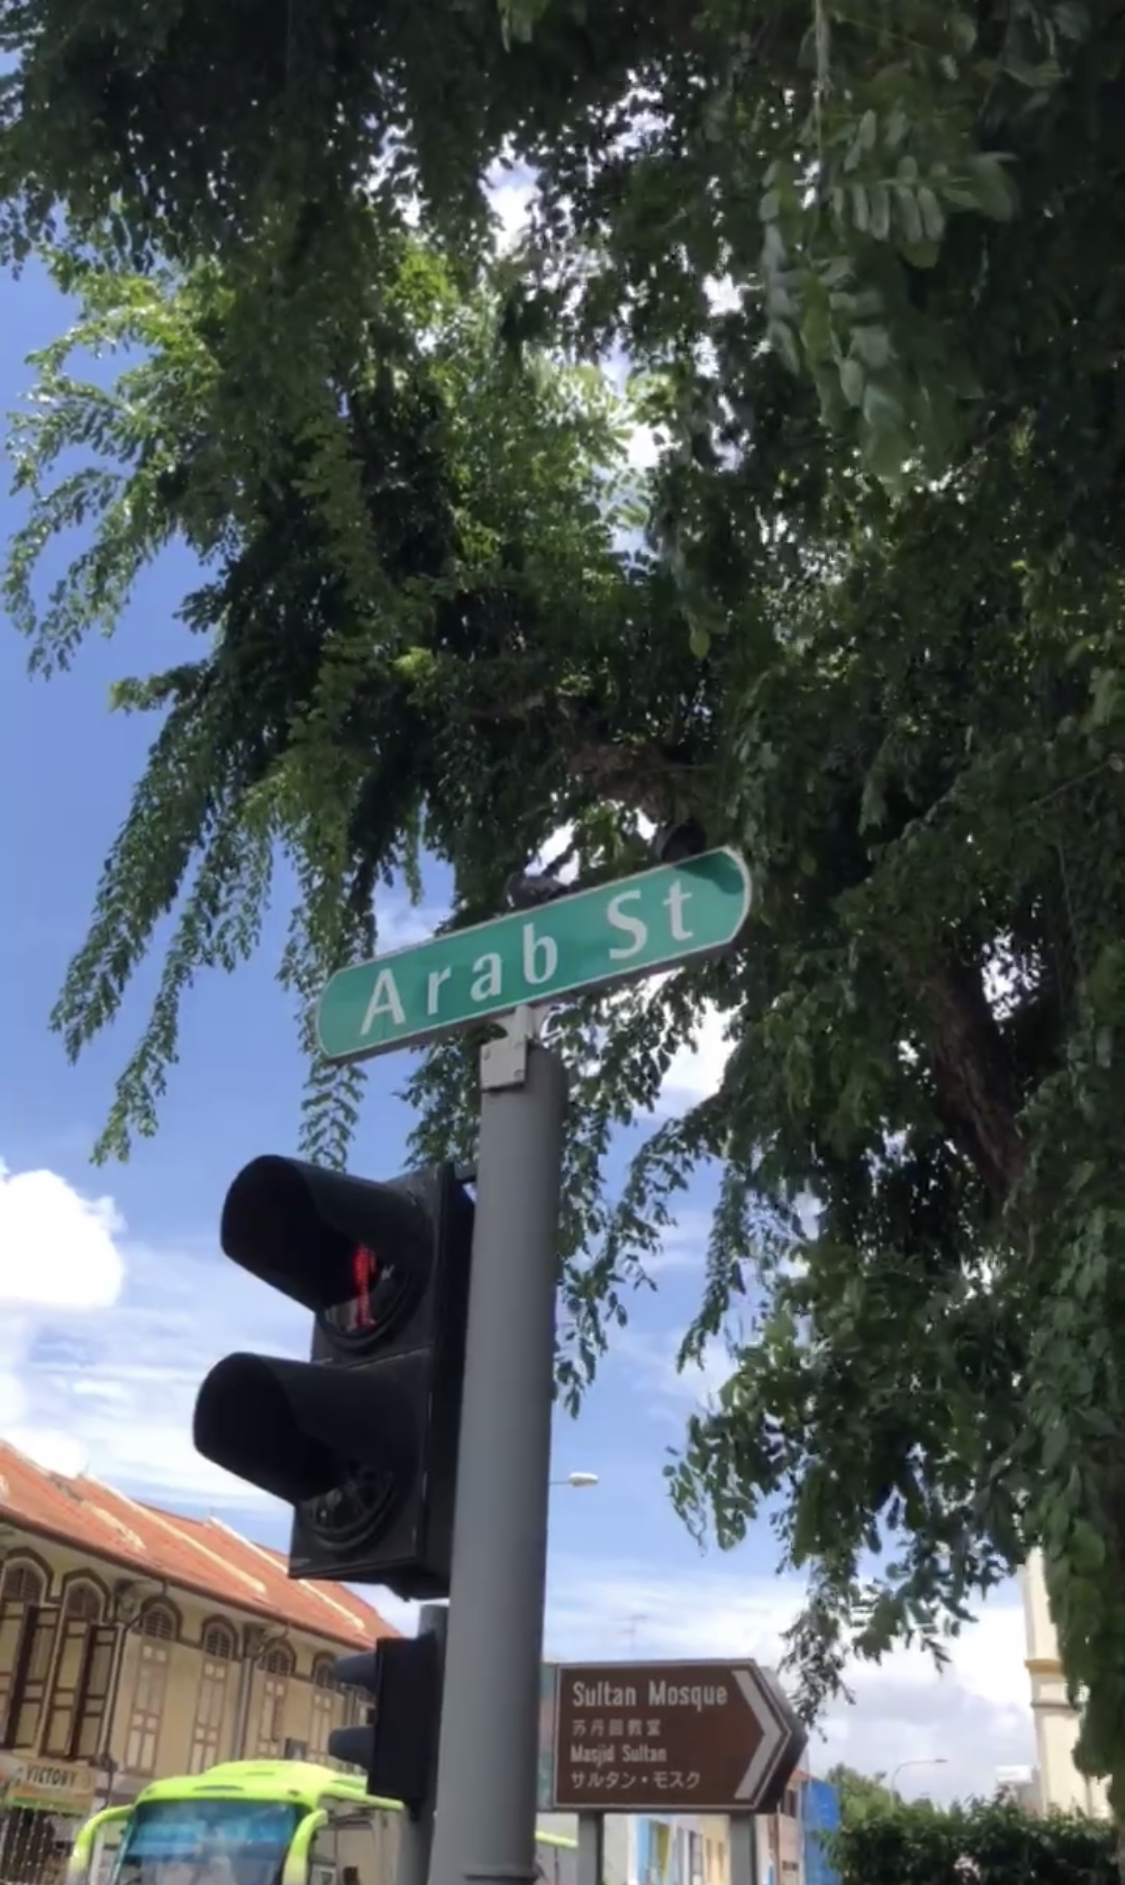 Arab St
Sultan Mosque
苏丹回教堂
Masjid Sultan
サルタン・モスク
VICTORY